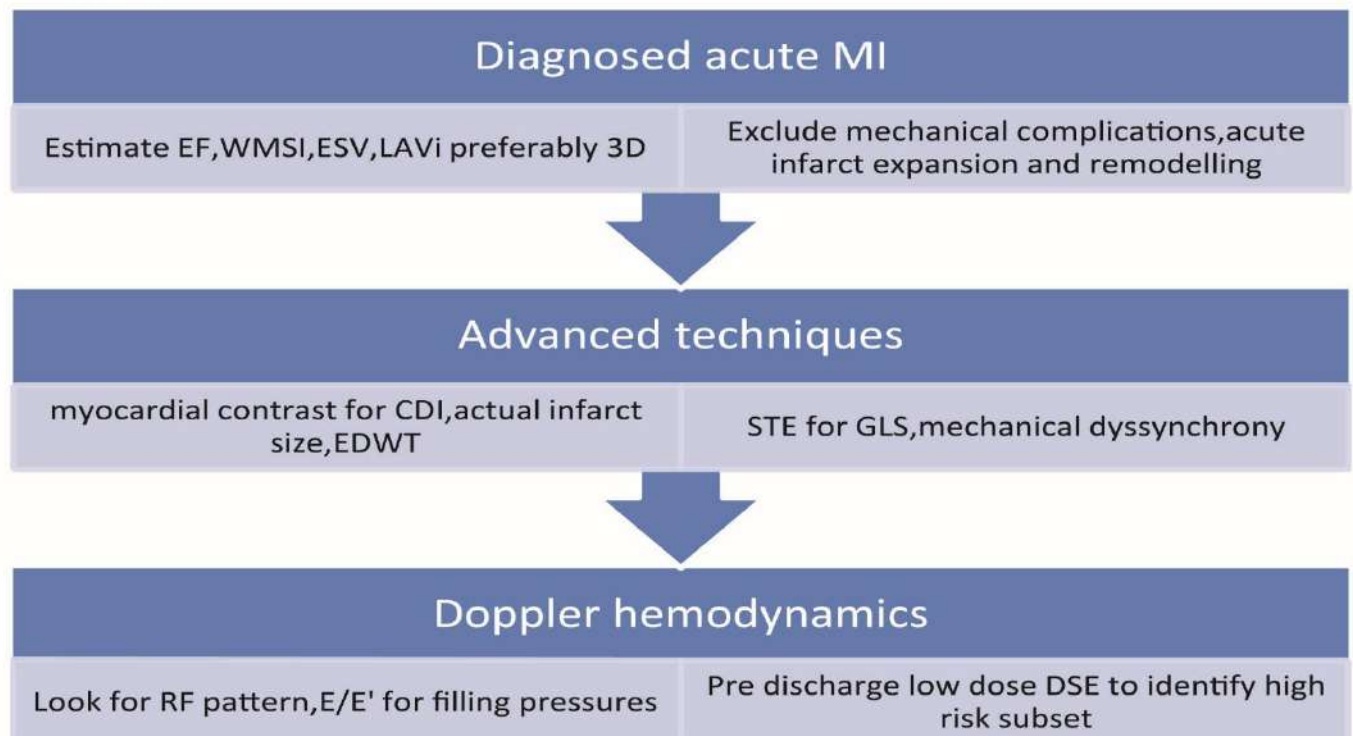 Diagnosed acute MI
Estimate EF,WMSI,ESV,LAVi preferably 3D
Exclude mechanical complications,acute
infarct expansion and remodelling
Advanced techniques
myocardial contrast for CDI,actual infarct
size,EDWT
STE for GLS,mechanical dyssynchrony
Doppler hemodynamics
Look for RF pattern,E/E' for filling pressures
Pre discharge low dose DSE to identify high
risk subset